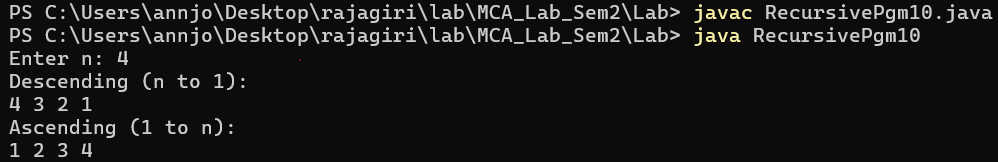 PS C:\Users\annjo\Desktop\rajagiri\lab\MCA_Lab_Sem2\Lab> javac RecursivePgm10.java
PS C:\Users\annjo\Desktop\rajagiri\lab\MCA_Lab_Sem2\Lab> java RecursivePgm10
Enter n: 4
Descending (n to 1):
4 3 2 1
Ascending (1 to n):
1 2 3 4